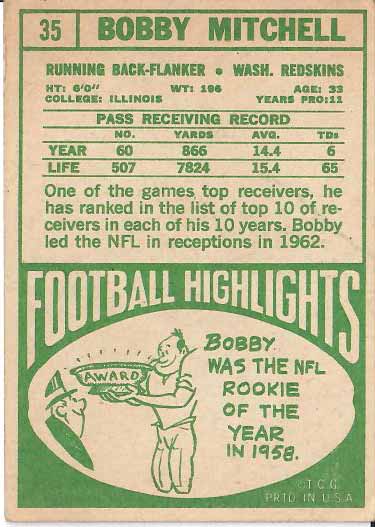 35 BOBBY MITCHELL
RUNNING BACK-FLANKER • WASH. REDSKINS
HT: 6'0" WT: 196 AGE: 33
COLLEGE: ILLINOIS YEARS PRO: 11
PASS RECEIVING RECORD
NO. YARDS AVG. TDs
YEAR 60 866 14.4 6
LIFE 507 7824 15.4 65
One of the games top receivers, he
has ranked in the list of top 10 of re-
ceivers in each of his 10 years. Bobby
led the NFL in receptions in 1962.
FOOTBALL HIGHLIGHTS
AWARD
BOBBY
WAS THE NFL
ROOKIE
OF THE
YEAR
IN 1958.
©T.C.G.
PRTD IN U.S.A